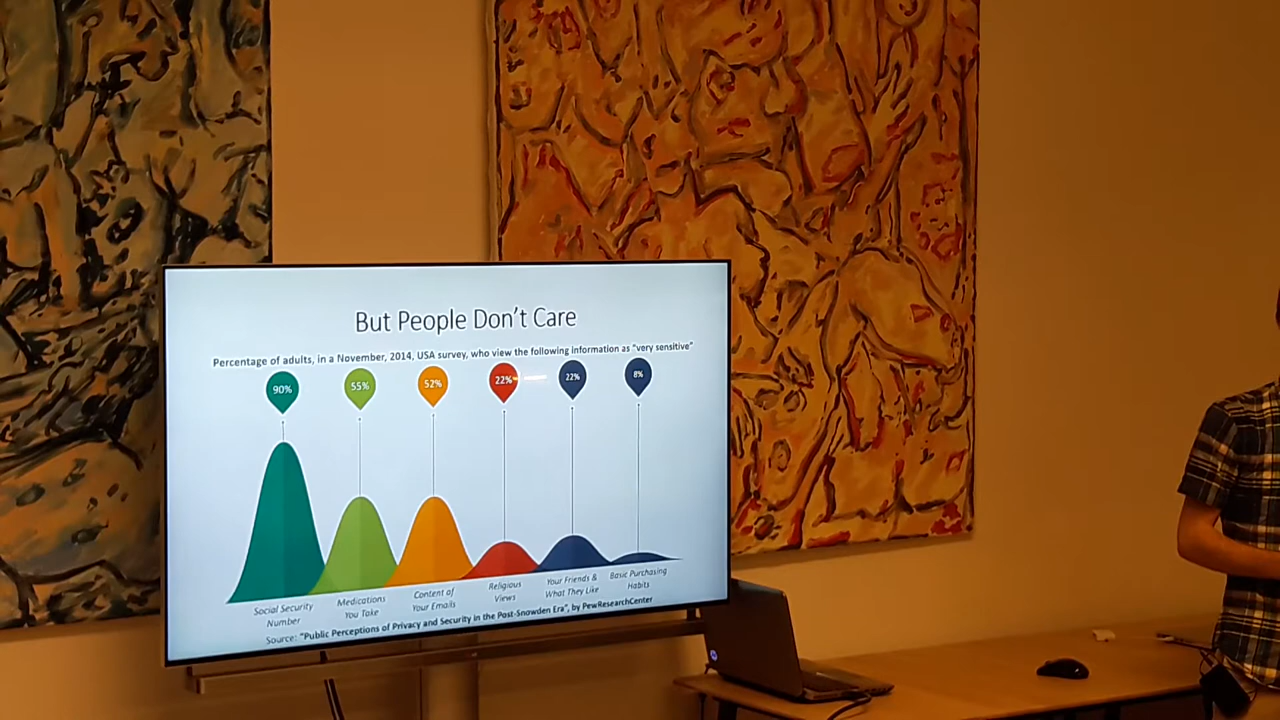 But People Don't Care
Percentage of adults, in a November, 2014, USA survey, who view the following information as "very sensitive"
90%
55%
52%
22%
22%
8%
Social Security
Number
Medications
You Take
Content of
Your Emails
Religious
Views
Your Friends &
What They Like
Basic Purchasing
Habits
Source: "Public Perceptions of Privacy and Security in the Post-Snowden Era", by PewResearchCenter